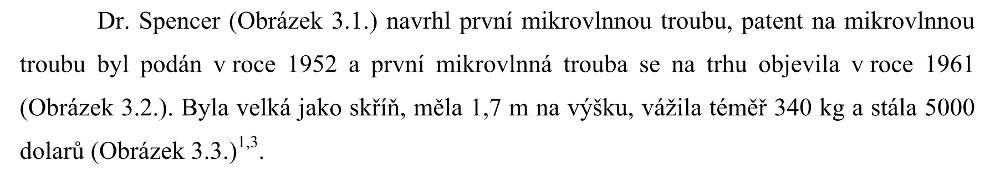 Dr. Spencer (Obrázek 3.1.) navrhl první mikrovlnnou troubu, patent na mikrovlnnou
troubu byl podán v roce 1952 a první mikrovlnná trouba se na trhu objevila v roce 1961
(Obrázek 3.2.). Byla velká jako skříň, měla 1,7 m na výšku, vážila téměř 340 kg a stála 5000
dolarů (Obrázek 3.3.)1,3.